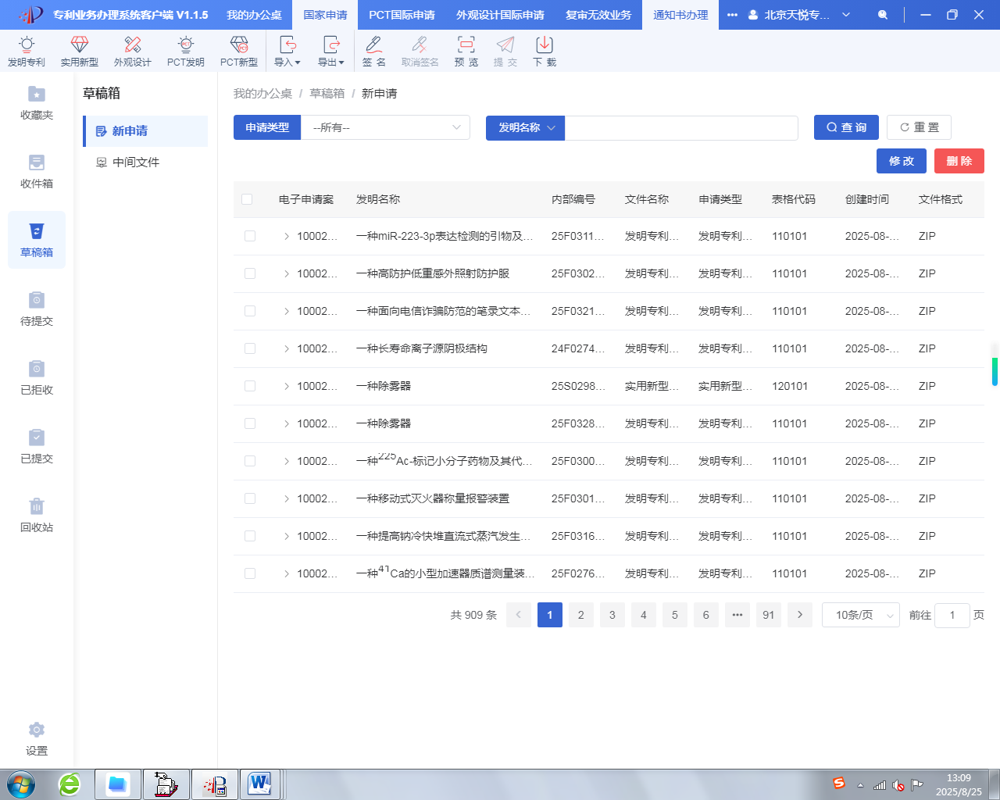 专利业务办理系统客户端 V1.1.5 我的办公桌 国家申请 PCT国际申请 外观设计国际申请 复审无效业务 通知书办理 ••• 北京天悦专...
发明专利 实用新型 外观设计 PCT发明 PCT新型 导入 导出 签 名 取消签名 预 览 提 交 下 载
收藏夹
收件箱
草稿箱
待提交
已拒收
已提交
回收站
设置
草稿箱
新申请
中间文件
我的办公桌 / 草稿箱 / 新申请
申请类型 --所有-- 发明名称 查 询 重 置
修 改 删 除
电子申请案 发明名称 内部编号 文件名称 申请类型 表格代码 创建时间 文件格式
10002... 一种miR-223-3p表达检测的引物及... 25F0311... 发明专利... 发明专利... 110101 2025-08-... ZIP
10002... 一种高防护低重感外照射防护服 25F0302... 发明专利... 发明专利... 110101 2025-08-... ZIP
10002... 一种面向电信诈骗防范的笔录文本... 25F0321... 发明专利... 发明专利... 110101 2025-08-... ZIP
10002... 一种长寿命离子源阴极结构 24F0274... 发明专利... 发明专利... 110101 2025-08-... ZIP
10002... 一种除雾器 25S0298... 实用新型... 实用新型... 120101 2025-08-... ZIP
10002... 一种除雾器 25F0328... 发明专利... 发明专利... 110101 2025-08-... ZIP
10002... 一种225Ac-标记小分子药物及其代... 25F0300... 发明专利... 发明专利... 110101 2025-08-... ZIP
10002... 一种移动式灭火器称量报警装置 25F0301... 发明专利... 发明专利... 110101 2025-08-... ZIP
10002... 一种提高钠冷快堆直流式蒸汽发生... 25F0316... 发明专利... 发明专利... 110101 2025-08-... ZIP
10002... 一种41Ca的小型加速器质谱测量装... 25F0276... 发明专利... 发明专利... 110101 2025-08-... ZIP
共 909 条 1 2 3 4 5 6 ••• 91 10条/页 前往 1 页
13:09
2025/8/25